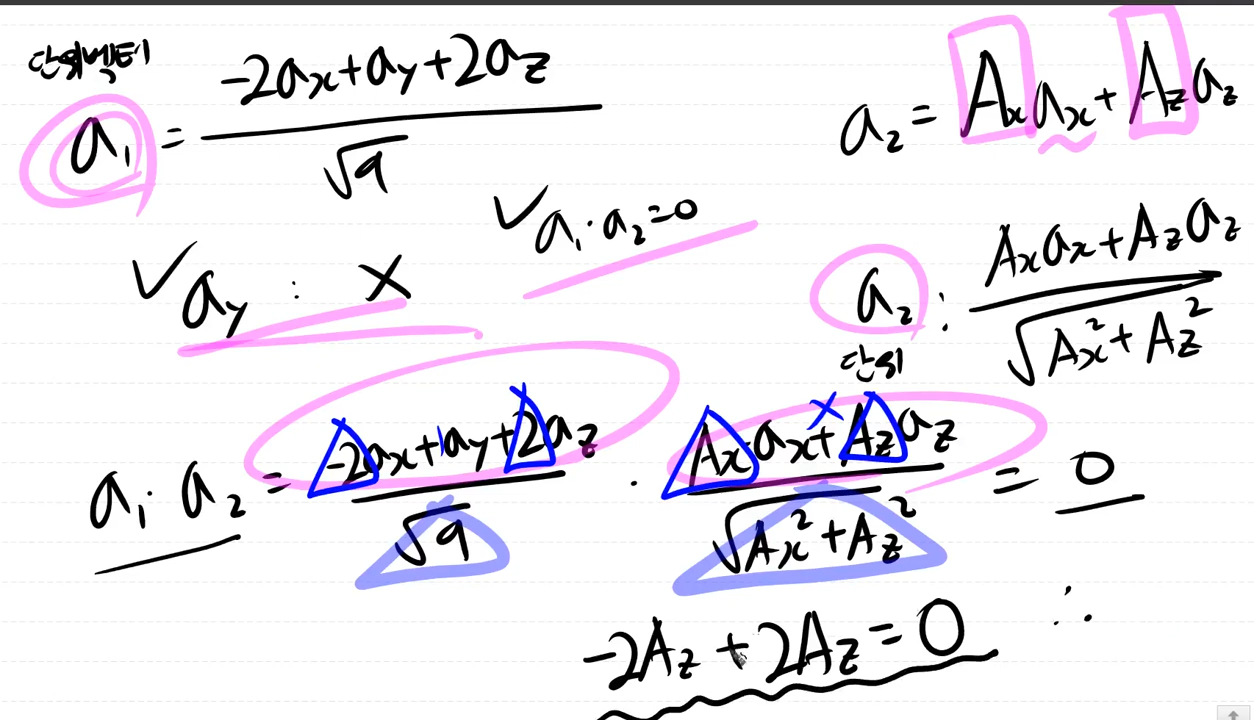 단위벡터
a₁ = (-2aₓ+a_y+2a_z)/√9
a₂ = Aₓaₓ+A_za_z
✓ a₁·a₂=0
✓ a_y : X
a₂ : (Aₓaₓ+A_za_z)/√(Aₓ²+A_z²)
단위
a₁·a₂ = (-2aₓ+1a_y+2a_z)/√9 · (Aₓaₓ+A_za_z)/√(Aₓ²+A_z²) = 0
-2A_z+2A_z=0 ∴